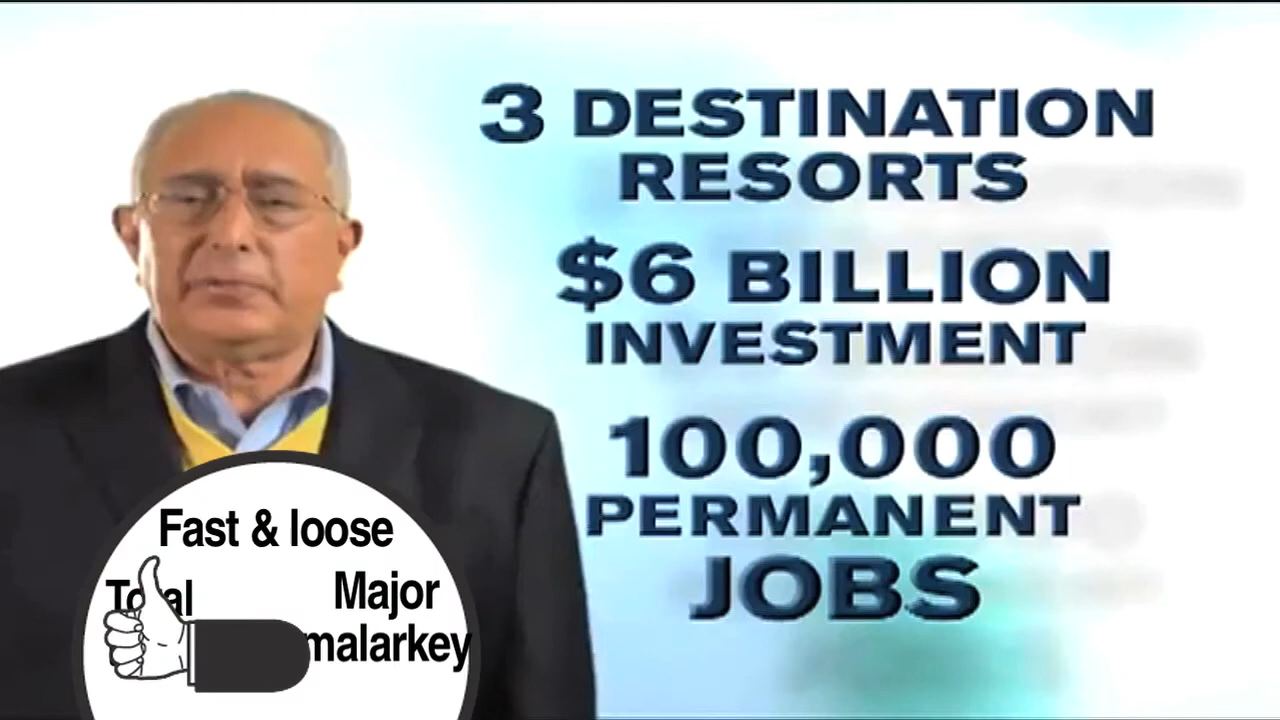 3 DESTINATION
RESORTS
$6 BILLION
INVESTMENT
100,000
PERMANENT
JOBS
Fast & loose
Major
malarkey